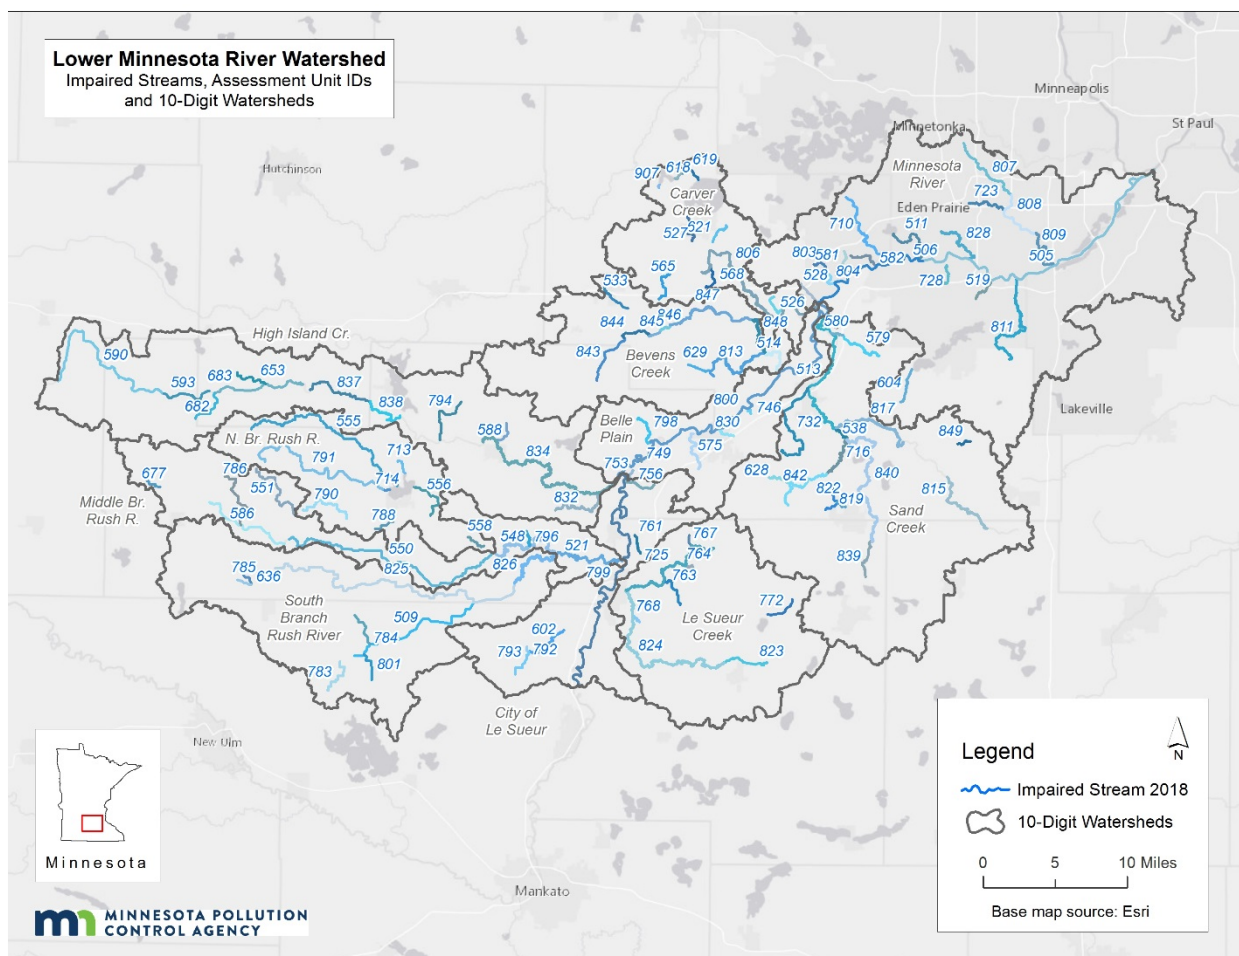 Lower Minnesota River Watershed
Impaired Streams, Assessment Unit IDs
and 10-Digit Watersheds
Minneapolis
St Paul
Minnetonka
Hutchinson
907 618 619
Minnesota
River
807
Carver
Creek
723
808
Eden Prairie
710
511
828
527 621
809
806
803 581
506
582
505
565
568
528 804
728
519
533
847
526
846
844 845
848
580
811
579
High Island Cr.
514
590
843
Bevens
Creek
629 813
513
593 683 653
837
604
682
838
794
800
746
817
Lakeville
555
Belle
Plain
798
830
732
538
849
N. Br. Rush R.
588
575
713
749
716
791
834
753
756
786
677
714
628 842
840
551
556
822
815
790
832
819
Middle Br.
Rush R.
586
788
Sand
Creek
558
761
767
548 796
521
550
725
764
839
785 636
825
826
799
763
South
Branch
Rush River
768
772
509
Le Sueur
Creek
602
784
824
823
793 792
783
801
City of
Le Sueur
New Ulm
Mankato
Minnesota
MINNESOTA POLLUTION
CONTROL AGENCY
Legend
N
Impaired Stream 2018
10-Digit Watersheds
0 5 10 Miles
Base map source: Esri